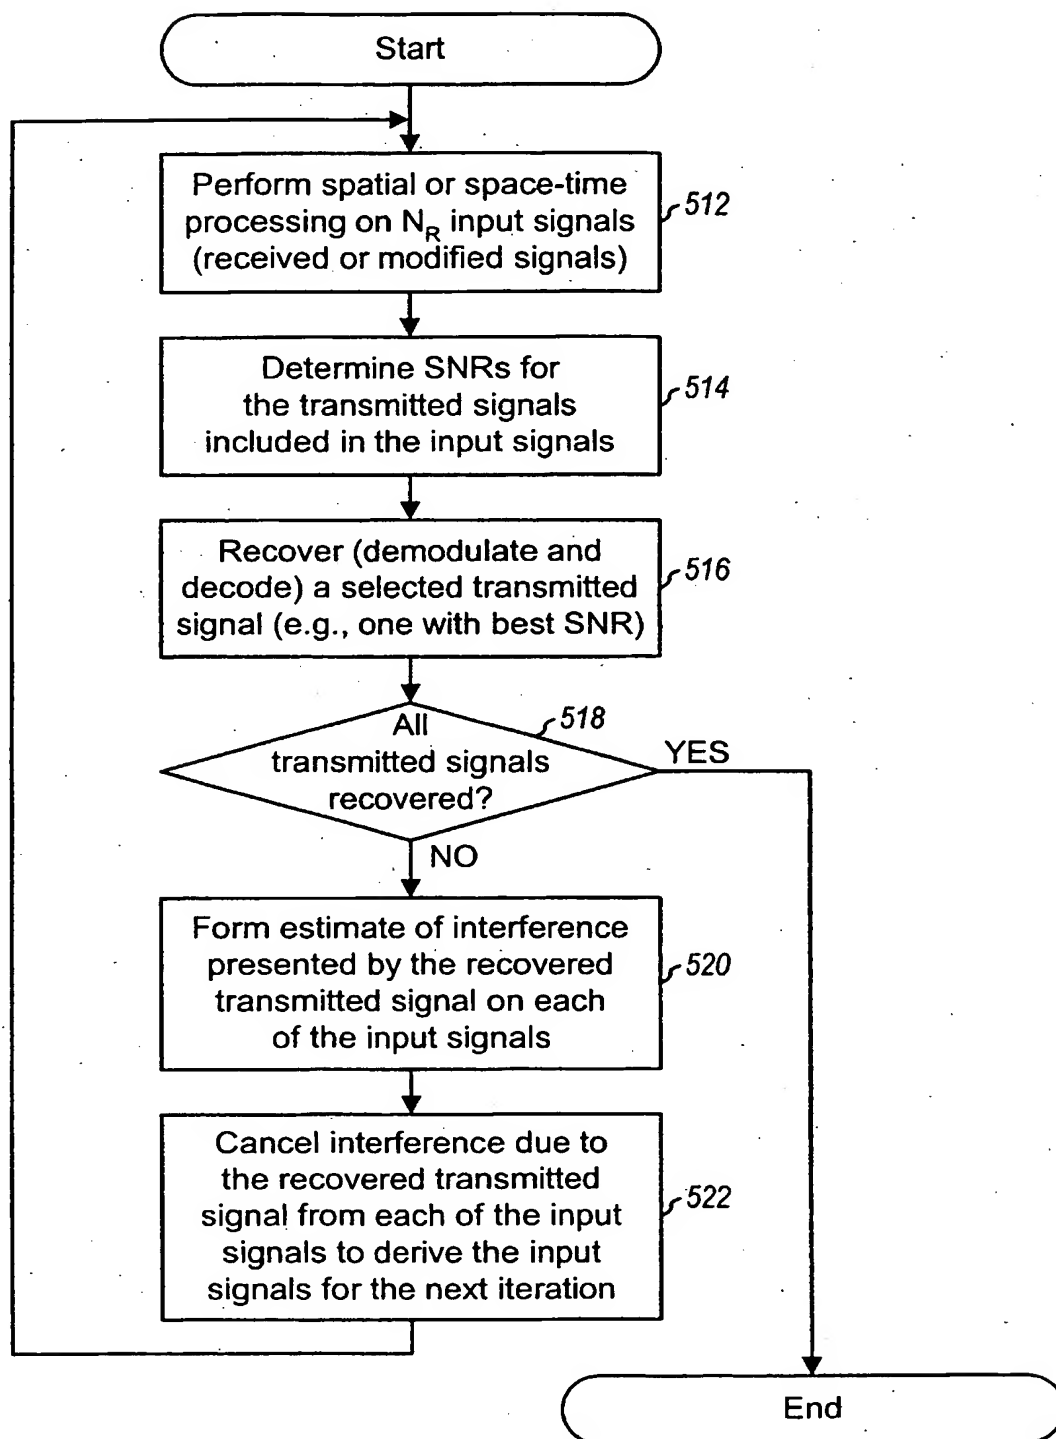 Start
Perform spatial or space-time
processing on N_R input signals
(received or modified signals)
512
Determine SNRs for
the transmitted signals
included in the input signals
514
Recover (demodulate and
decode) a selected transmitted
signal (e.g., one with best SNR)
516
All
transmitted signals
recovered?
518
YES
NO
Form estimate of interference
presented by the recovered
transmitted signal on each
of the input signals
520
Cancel interference due to
the recovered transmitted
signal from each of the input
signals to derive the input
signals for the next iteration
522
End